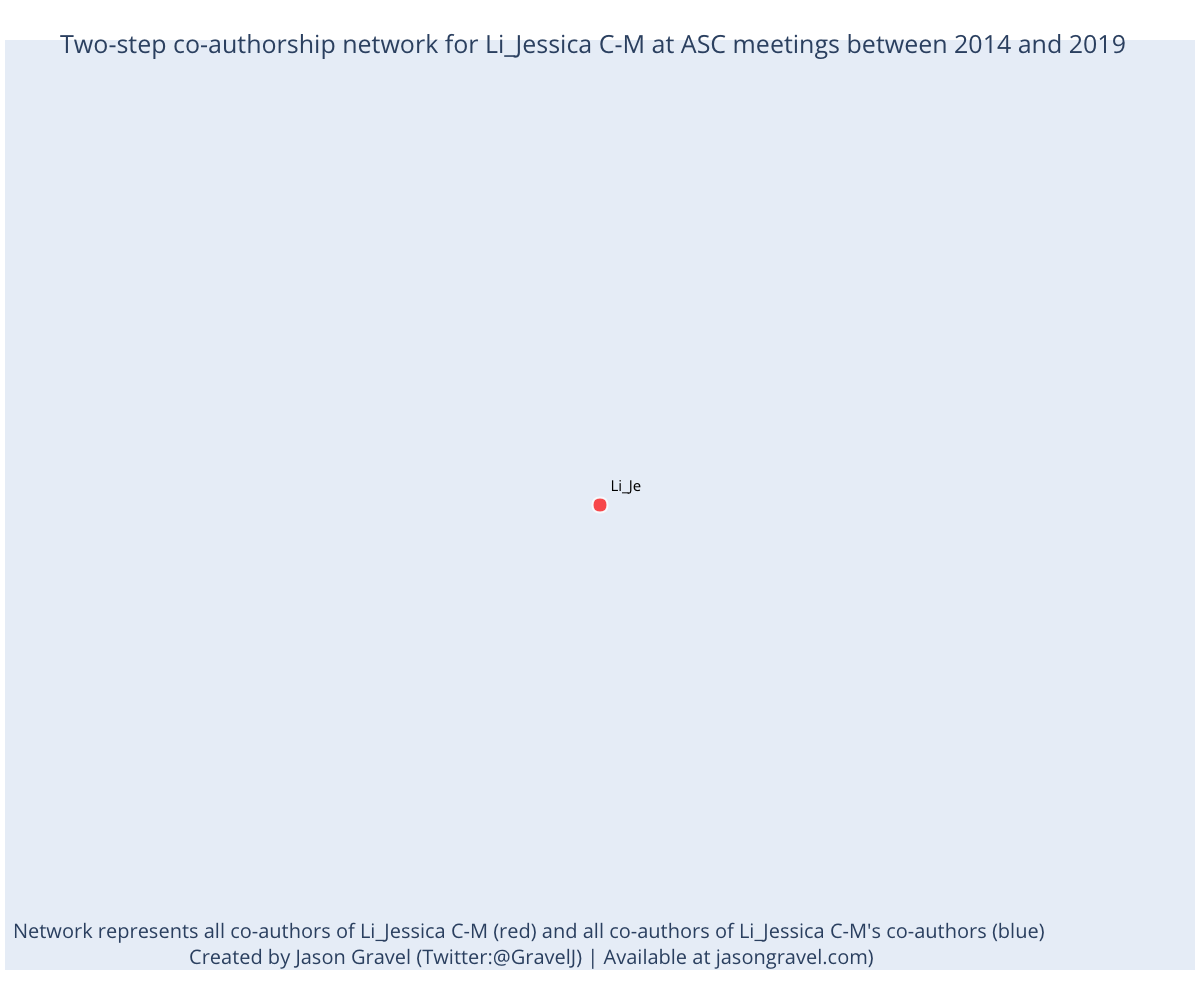 Two-step co-authorship network for Li_Jessica C-M at ASC meetings between 2014 and 2019
Li_Je
Network represents all co-authors of Li_Jessica C-M (red) and all co-authors of Li_Jessica C-M's co-authors (blue)
Created by Jason Gravel (Twitter:@GravelJ) | Available at jasongravel.com)